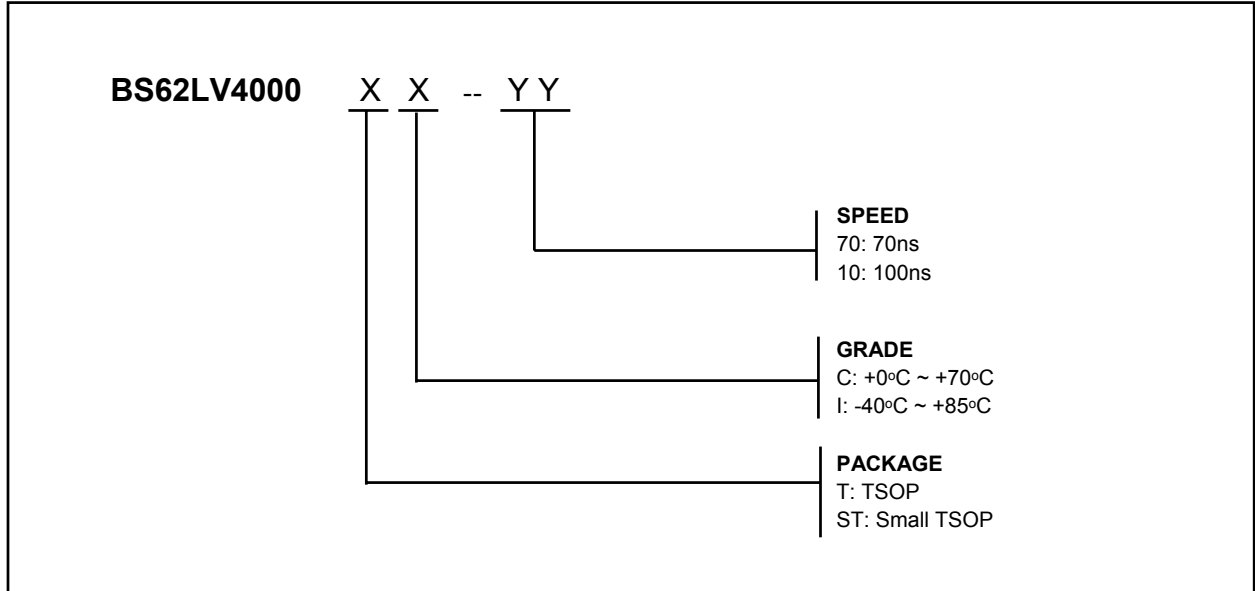 BS62LV4000 X X -- Y Y
SPEED
70: 70ns
10: 100ns
GRADE
C: +0oC ~ +70oC
I: -40oC ~ +85oC
PACKAGE
T: TSOP
ST: Small TSOP